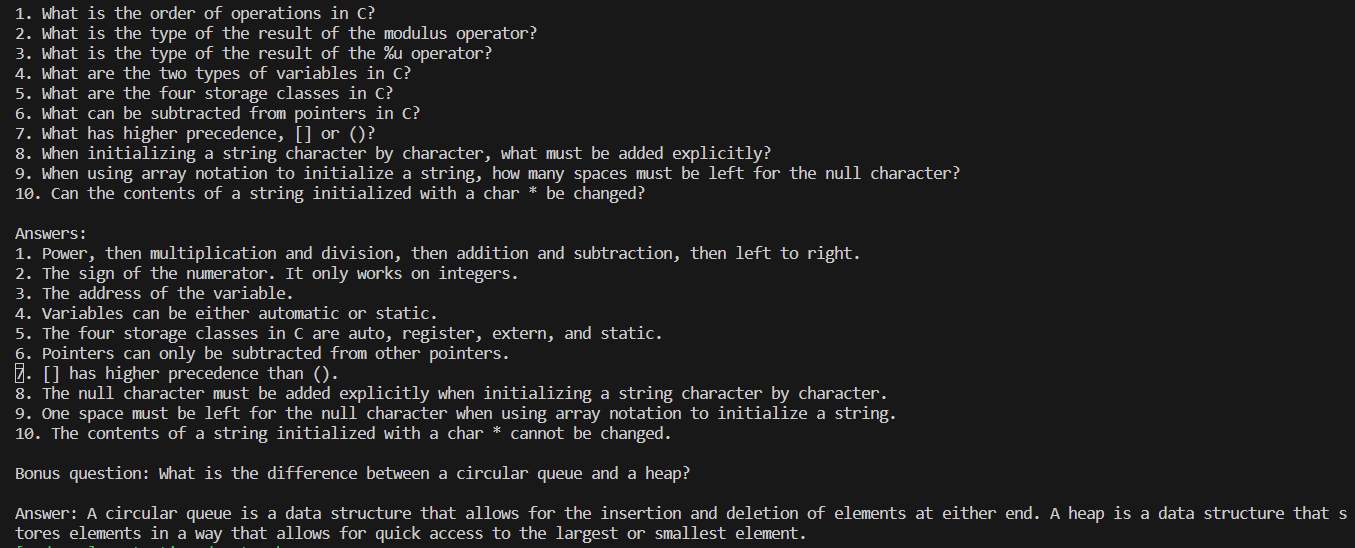 1. What is the order of operations in C?
2. What is the type of the result of the modulus operator?
3. What is the type of the result of the %u operator?
4. What are the two types of variables in C?
5. What are the four storage classes in C?
6. What can be subtracted from pointers in C?
7. What has higher precedence, [] or ()?
8. When initializing a string character by character, what must be added explicitly?
9. When using array notation to initialize a string, how many spaces must be left for the null character?
10. Can the contents of a string initialized with a char * be changed?
Answers:
1. Power, then multiplication and division, then addition and subtraction, then left to right.
2. The sign of the numerator. It only works on integers.
3. The address of the variable.
4. Variables can be either automatic or static.
5. The four storage classes in C are auto, register, extern, and static.
6. Pointers can only be subtracted from other pointers.
7. [] has higher precedence than ().
8. The null character must be added explicitly when initializing a string character by character.
9. One space must be left for the null character when using array notation to initialize a string.
10. The contents of a string initialized with a char * cannot be changed.
Bonus question: What is the difference between a circular queue and a heap?
Answer: A circular queue is a data structure that allows for the insertion and deletion of elements at either end. A heap is a data structure that s
tores elements in a way that allows for quick access to the largest or smallest element.